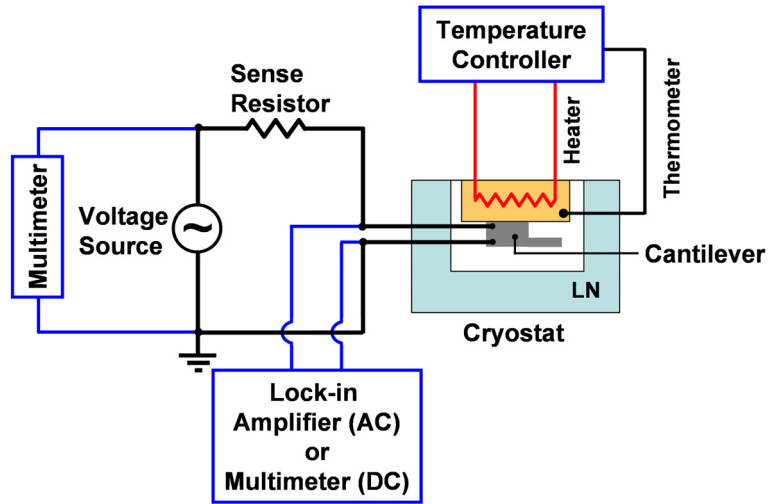 Temperature
Controller
Sense
Resistor
Heater
Thermometer
Multimeter
Voltage
Source
~
Cantilever
LN
Cryostat
Lock-in
Amplifier (AC)
or
Multimeter (DC)